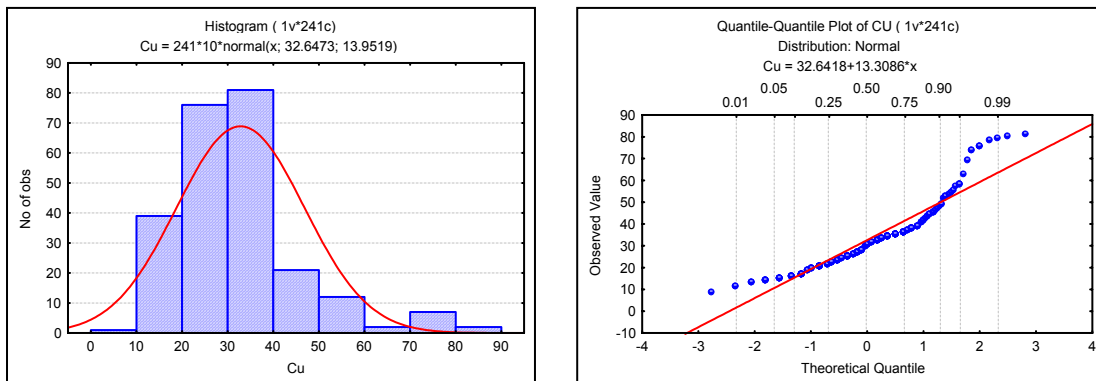 Histogram ( 1v*241c)
Cu = 241*10*normal(x; 32.6473; 13.9519)
90
80
70
60
50
40
30
20
10
0
No of obs
0 10 20 30 40 50 60 70 80 90
Cu
Quantile-Quantile Plot of CU ( 1v*241c)
Distribution: Normal
Cu = 32.6418+13.3086*x
0.01 0.05 0.25 0.50 0.75 0.90 0.99
90
80
70
60
50
40
30
20
10
0
-10
Observed Value
-4 -3 -2 -1 0 1 2 3 4
Theoretical Quantile